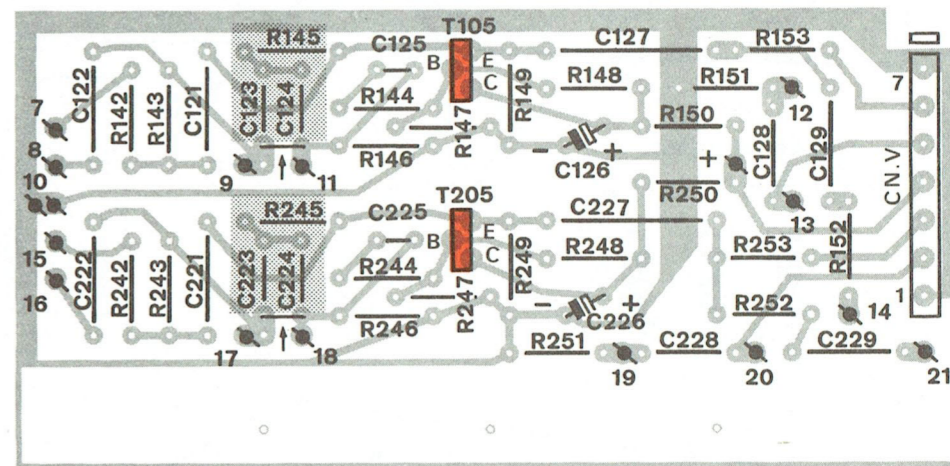 T105
R145
C125
B
E
C
C127
R153
R148
R151
7
R149
C122
R142
R143
C121
C123
C124
R144
R147
R150
12
C128
C129
7
8
R146
−
C126
+
+
CN.V
10
9
11
R250
T205
R245
C225
B
E
C
C227
13
R152
15
C222
R242
R243
C221
C223
C224
R244
R247
R249
R248
R253
16
R246
−
C226
+
R252
14
1
17
18
R251
C228
C229
19
20
21